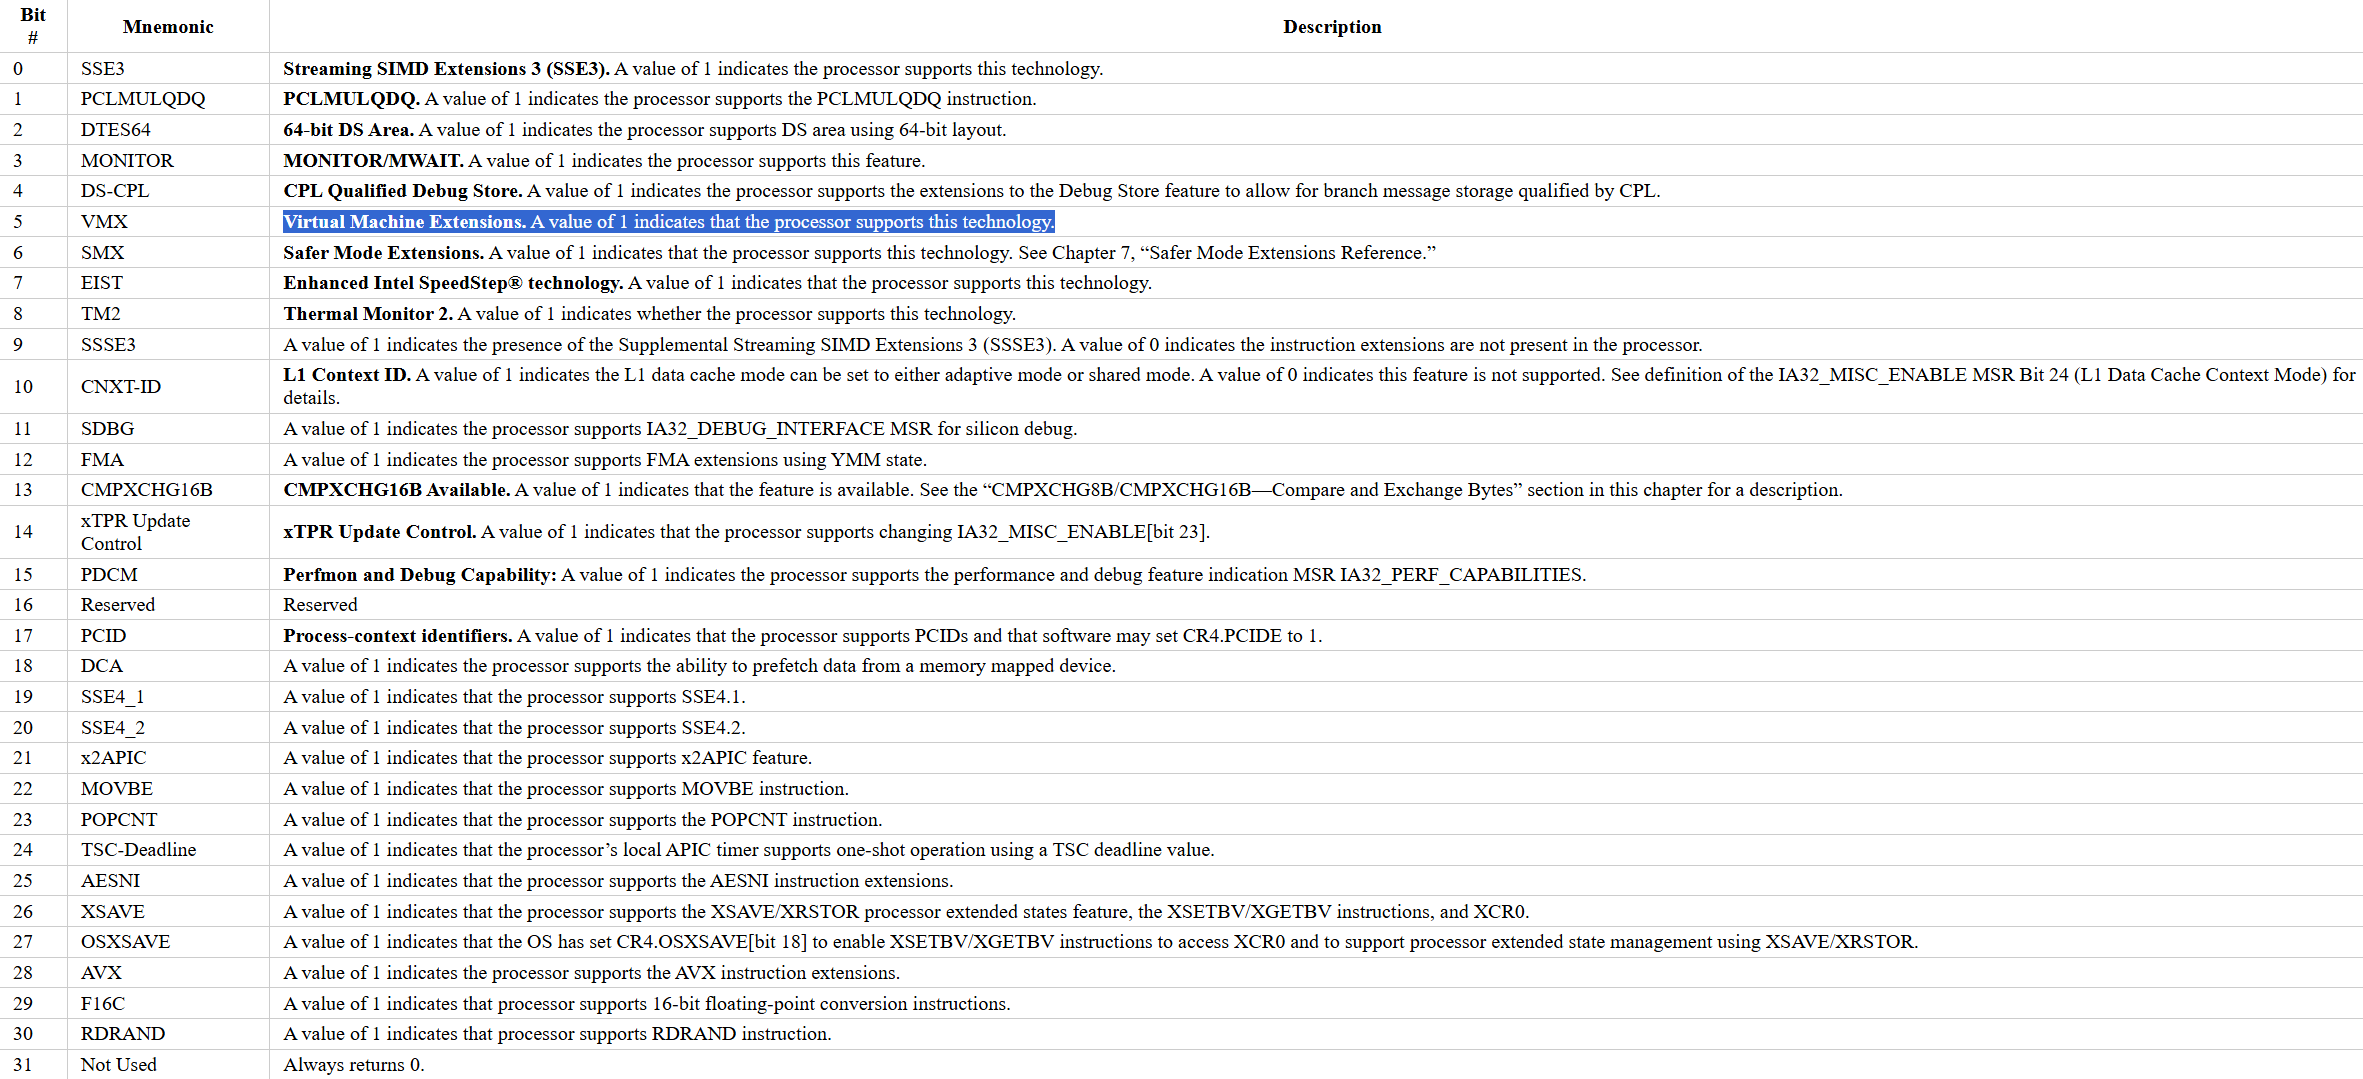 Bit # Mnemonic Description
0 SSE3 Streaming SIMD Extensions 3 (SSE3). A value of 1 indicates the processor supports this technology.
1 PCLMULQDQ PCLMULQDQ. A value of 1 indicates the processor supports the PCLMULQDQ instruction.
2 DTES64 64-bit DS Area. A value of 1 indicates the processor supports DS area using 64-bit layout.
3 MONITOR MONITOR/MWAIT. A value of 1 indicates the processor supports this feature.
4 DS-CPL CPL Qualified Debug Store. A value of 1 indicates the processor supports the extensions to the Debug Store feature to allow for branch message storage qualified by CPL.
5 VMX Virtual Machine Extensions. A value of 1 indicates that the processor supports this technology.
6 SMX Safer Mode Extensions. A value of 1 indicates that the processor supports this technology. See Chapter 7, “Safer Mode Extensions Reference.”
7 EIST Enhanced Intel SpeedStep® technology. A value of 1 indicates that the processor supports this technology.
8 TM2 Thermal Monitor 2. A value of 1 indicates whether the processor supports this technology.
9 SSSE3 A value of 1 indicates the presence of the Supplemental Streaming SIMD Extensions 3 (SSSE3). A value of 0 indicates the instruction extensions are not present in the processor.
10 CNXT-ID L1 Context ID. A value of 1 indicates the L1 data cache mode can be set to either adaptive mode or shared mode. A value of 0 indicates this feature is not supported. See definition of the IA32_MISC_ENABLE MSR Bit 24 (L1 Data Cache Context Mode) for
details.
11 SDBG A value of 1 indicates the processor supports IA32_DEBUG_INTERFACE MSR for silicon debug.
12 FMA A value of 1 indicates the processor supports FMA extensions using YMM state.
13 CMPXCHG16B CMPXCHG16B Available. A value of 1 indicates that the feature is available. See the “CMPXCHG8B/CMPXCHG16B—Compare and Exchange Bytes” section in this chapter for a description.
14 xTPR Update Control xTPR Update Control. A value of 1 indicates that the processor supports changing IA32_MISC_ENABLE[bit 23].
15 PDCM Perfmon and Debug Capability: A value of 1 indicates the processor supports the performance and debug feature indication MSR IA32_PERF_CAPABILITIES.
16 Reserved Reserved
17 PCID Process-context identifiers. A value of 1 indicates that the processor supports PCIDs and that software may set CR4.PCIDE to 1.
18 DCA A value of 1 indicates the processor supports the ability to prefetch data from a memory mapped device.
19 SSE4_1 A value of 1 indicates that the processor supports SSE4.1.
20 SSE4_2 A value of 1 indicates that the processor supports SSE4.2.
21 x2APIC A value of 1 indicates that the processor supports x2APIC feature.
22 MOVBE A value of 1 indicates that the processor supports MOVBE instruction.
23 POPCNT A value of 1 indicates that the processor supports the POPCNT instruction.
24 TSC-Deadline A value of 1 indicates that the processor’s local APIC timer supports one-shot operation using a TSC deadline value.
25 AESNI A value of 1 indicates that the processor supports the AESNI instruction extensions.
26 XSAVE A value of 1 indicates that the processor supports the XSAVE/XRSTOR processor extended states feature, the XSETBV/XGETBV instructions, and XCR0.
27 OSXSAVE A value of 1 indicates that the OS has set CR4.OSXSAVE[bit 18] to enable XSETBV/XGETBV instructions to access XCR0 and to support processor extended state management using XSAVE/XRSTOR.
28 AVX A value of 1 indicates the processor supports the AVX instruction extensions.
29 F16C A value of 1 indicates that processor supports 16-bit floating-point conversion instructions.
30 RDRAND A value of 1 indicates that processor supports RDRAND instruction.
31 Not Used Always returns 0.